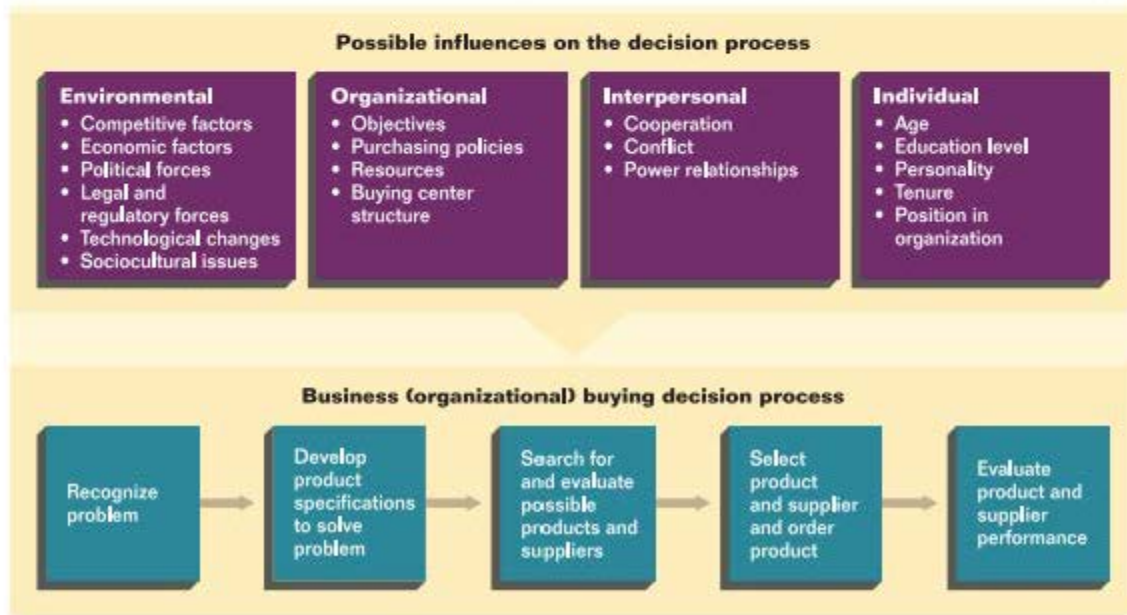 Possible influences on the decision process
Environmental
• Competitive factors
• Economic factors
• Political forces
• Legal and
regulatory forces
• Technological changes
• Sociocultural issues
Organizational
• Objectives
• Purchasing policies
• Resources
• Buying center
structure
Interpersonal
• Cooperation
• Conflict
• Power relationships
Individual
• Age
• Education level
• Personality
• Tenure
• Position in
organization
Business (organizational) buying decision process
Recognize
problem
Develop
product
specifications
to solve
problem
Search for
and evaluate
possible
products and
suppliers
Select
product
and supplier
and order
product
Evaluate
product and
supplier
performance